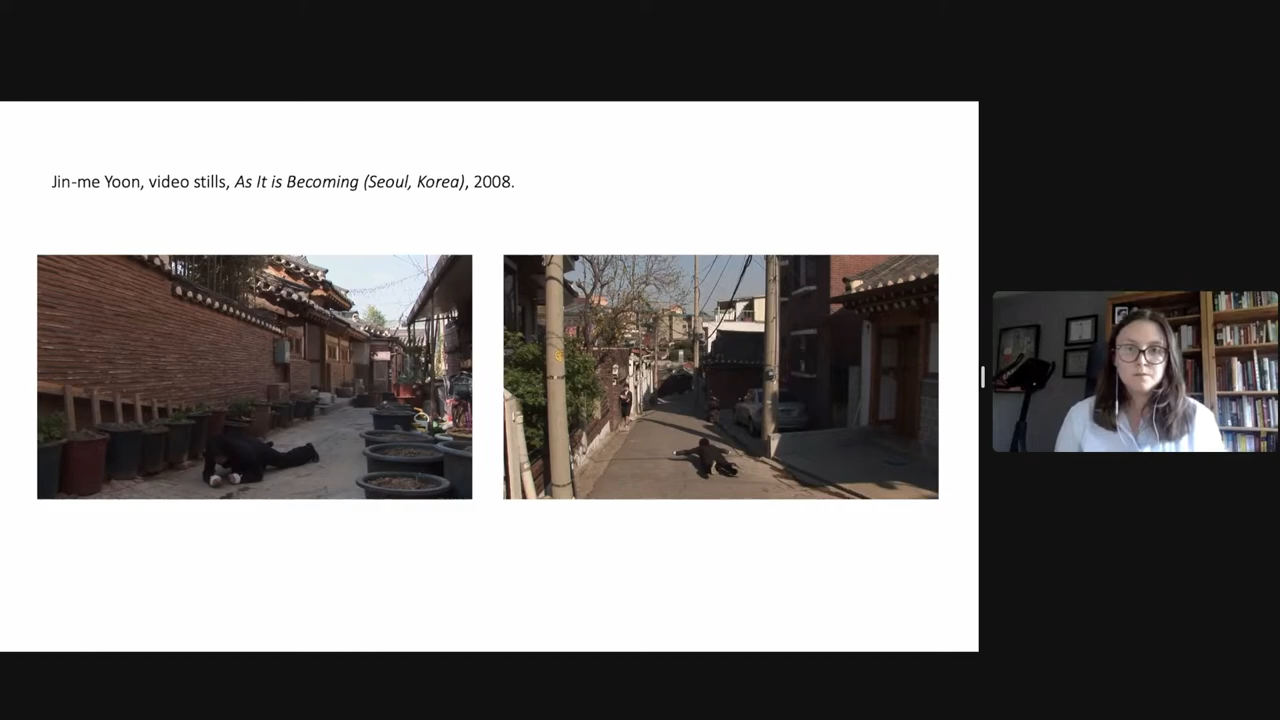 Jin-me Yoon, video stills, As It is Becoming (Seoul, Korea), 2008.